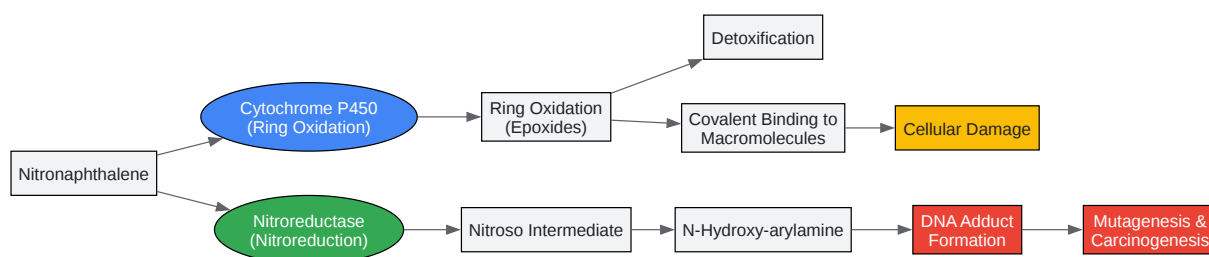 Nitronaphthalene
Cytochrome P450
(Ring Oxidation)
Ring Oxidation
(Epoxides)
Detoxification
Covalent Binding to
Macromolecules
Cellular Damage
Nitroreductase
(Nitroreduction)
Nitroso Intermediate
N-Hydroxy-arylamine
DNA Adduct
Formation
Mutagenesis &
Carcinogenesis